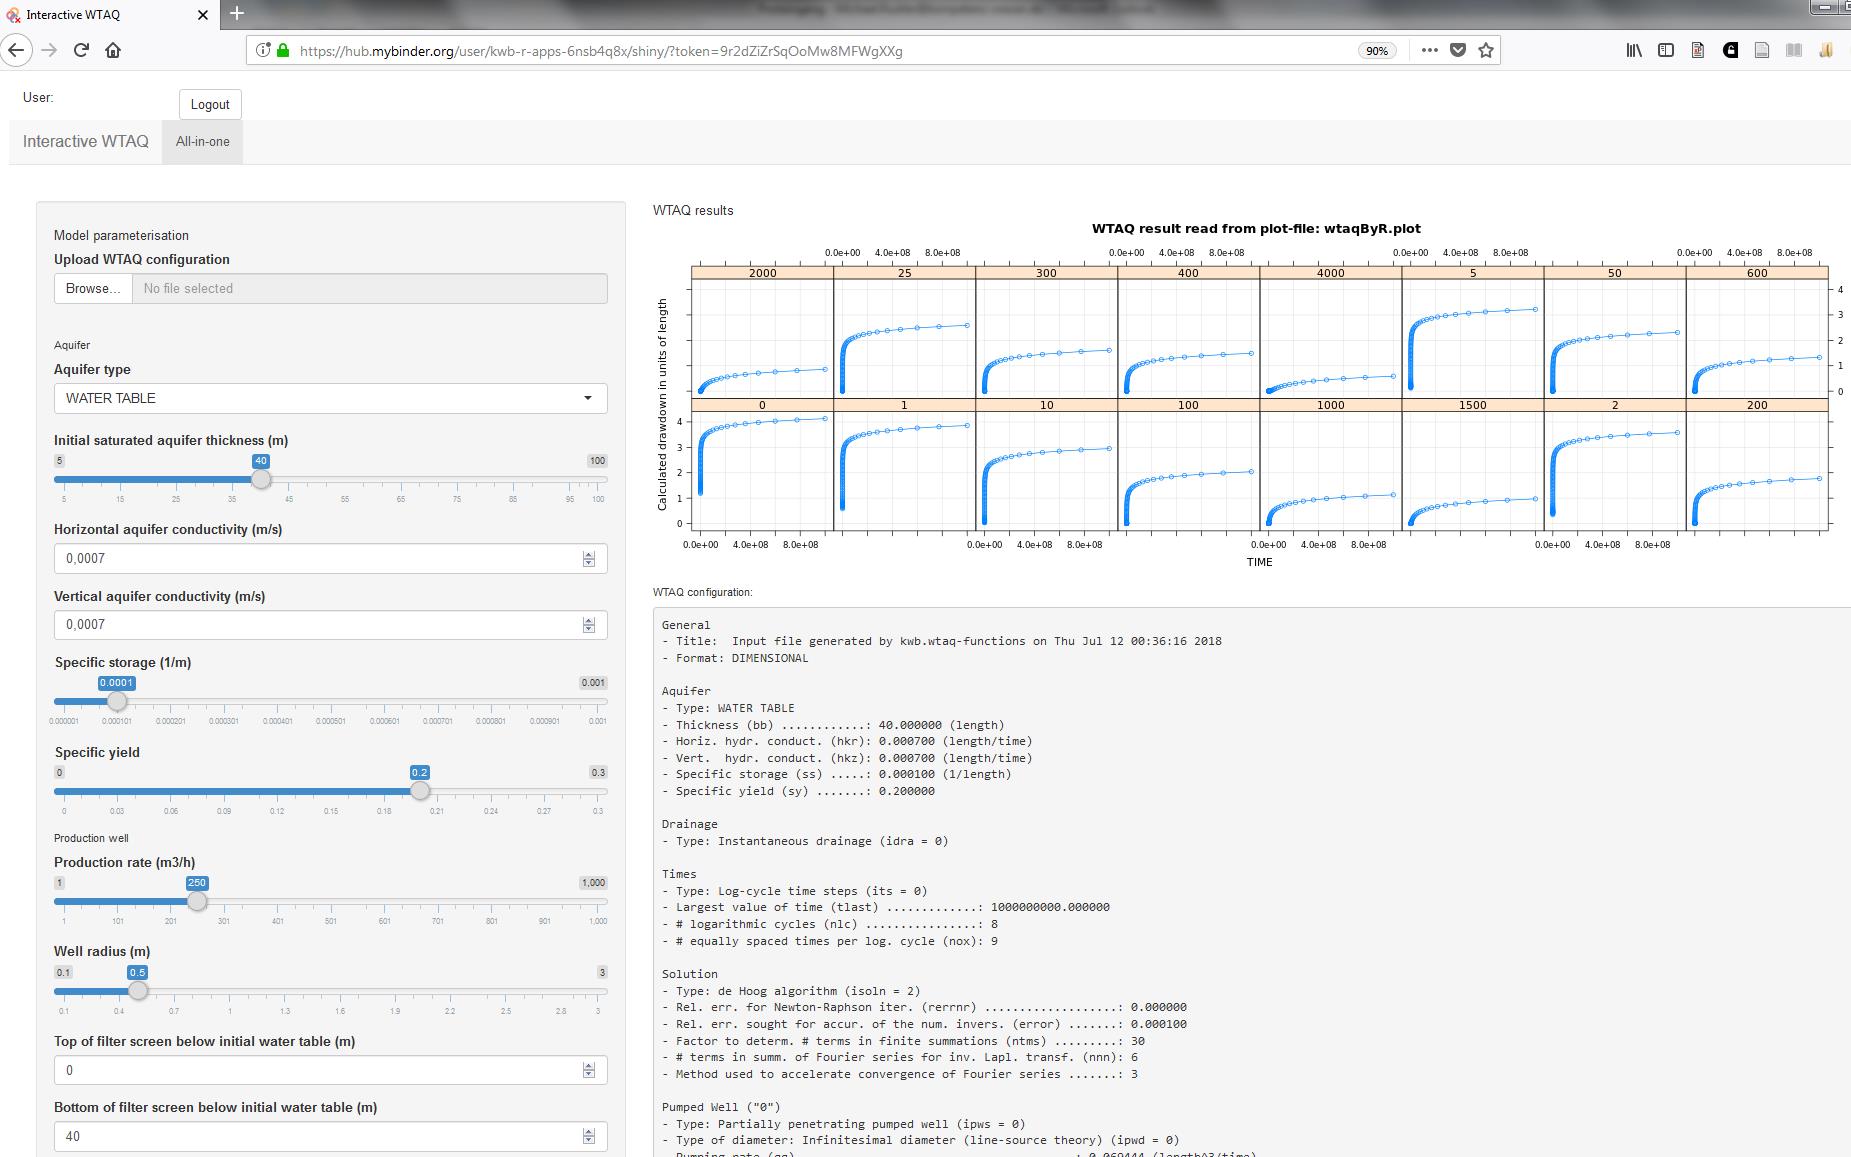 Interactive WTAQ
https://hub.mybinder.org/user/kwb-r-apps-6nsb4q8x/shiny/?token=9r2dZiZrSqOoMw8MFWgXXg
90%
User:
Logout
Interactive WTAQ
All-in-one
Model parameterisation
Upload WTAQ configuration
Browse... No file selected
Aquifer
Aquifer type
WATER TABLE
Initial saturated aquifer thickness (m)
5 40 100
5 15 25 35 45 55 65 75 85 95 100
Horizontal aquifer conductivity (m/s)
0,0007
Vertical aquifer conductivity (m/s)
0,0007
Specific storage (1/m)
0.0001 0.001
0.000001 0.000101 0.000201 0.000301 0.000401 0.000501 0.000601 0.000701 0.000801 0.000901 0.001
Specific yield
0 0.2 0.3
0 0.03 0.06 0.09 0.12 0.15 0.18 0.21 0.24 0.27 0.3
Production well
Production rate (m3/h)
1 250 1,000
1 101 201 301 401 501 601 701 801 901 1,000
Well radius (m)
0.1 0.5 3
0.1 0.4 0.7 1 1.3 1.6 1.9 2.2 2.5 2.8 3
Top of filter screen below initial water table (m)
0
Bottom of filter screen below initial water table (m)
40
WTAQ results
WTAQ result read from plot-file: wtaqByR.plot
0.0e+00 4.0e+08 8.0e+08 0.0e+00 4.0e+08 8.0e+08 0.0e+00 4.0e+08 8.0e+08 0.0e+00 4.0e+08 8.0e+08
2000 25 300 400 4000 5 50 600
4
3
2
1
0
Calculated drawdown in units of length
0 1 10 100 1000 1500 2 200
4
3
2
1
0
0.0e+00 4.0e+08 8.0e+08 0.0e+00 4.0e+08 8.0e+08 0.0e+00 4.0e+08 8.0e+08 0.0e+00 4.0e+08 8.0e+08
TIME
WTAQ configuration:
General
- Title:  Input file generated by kwb.wtaq-functions on Thu Jul 12 00:36:16 2018
- Format: DIMENSIONAL
Aquifer
- Type: WATER TABLE
- Thickness (bb) ............: 40.000000 (length)
- Horiz. hydr. conduct. (hkr): 0.000700 (length/time)
- Vert.  hydr. conduct. (hkz): 0.000700 (length/time)
- Specific storage (ss) .....: 0.000100 (1/length)
- Specific yield (sy) .......: 0.200000
Drainage
- Type: Instantaneous drainage (idra = 0)
Times
- Type: Log-cycle time steps (its = 0)
- Largest value of time (tlast) .............: 1000000000.000000
- # logarithmic cycles (nlc) ................: 8
- # equally spaced times per log. cycle (nox): 9
Solution
- Type: de Hoog algorithm (isoln = 2)
- Rel. err. for Newton-Raphson iter. (rerrnr) ...................: 0.000000
- Rel. err. sought for accur. of the num. invers. (error) .......: 0.000100
- Factor to determ. # terms in finite summations (ntms) .........: 30
- # terms in summ. of Fourier series for inv. Lapl. transf. (nnn): 6
- Method used to accelerate convergence of Fourier series .......: 3
Pumped Well ("0")
- Type: Partially penetrating pumped well (ipws = 0)
- Type of diameter: Infinitesimal diameter (line-source theory) (ipwd = 0)